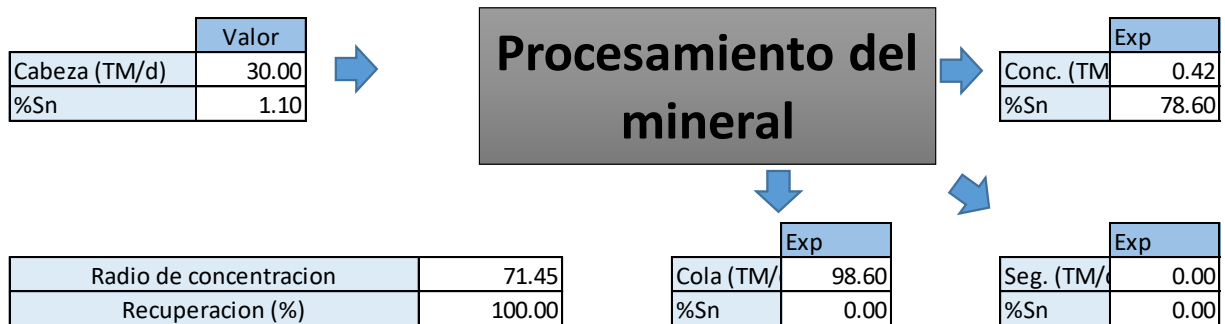 Valor
Cabeza (TM/d) 30.00
%Sn 1.10
Procesamiento del
mineral
Exp
Conc. (TM 0.42
%Sn 78.60
Radio de concentracion 71.45
Recuperacion (%) 100.00
Exp
Cola (TM/ 98.60
%Sn 0.00
Exp
Seg. (TM/ 0.00
%Sn 0.00